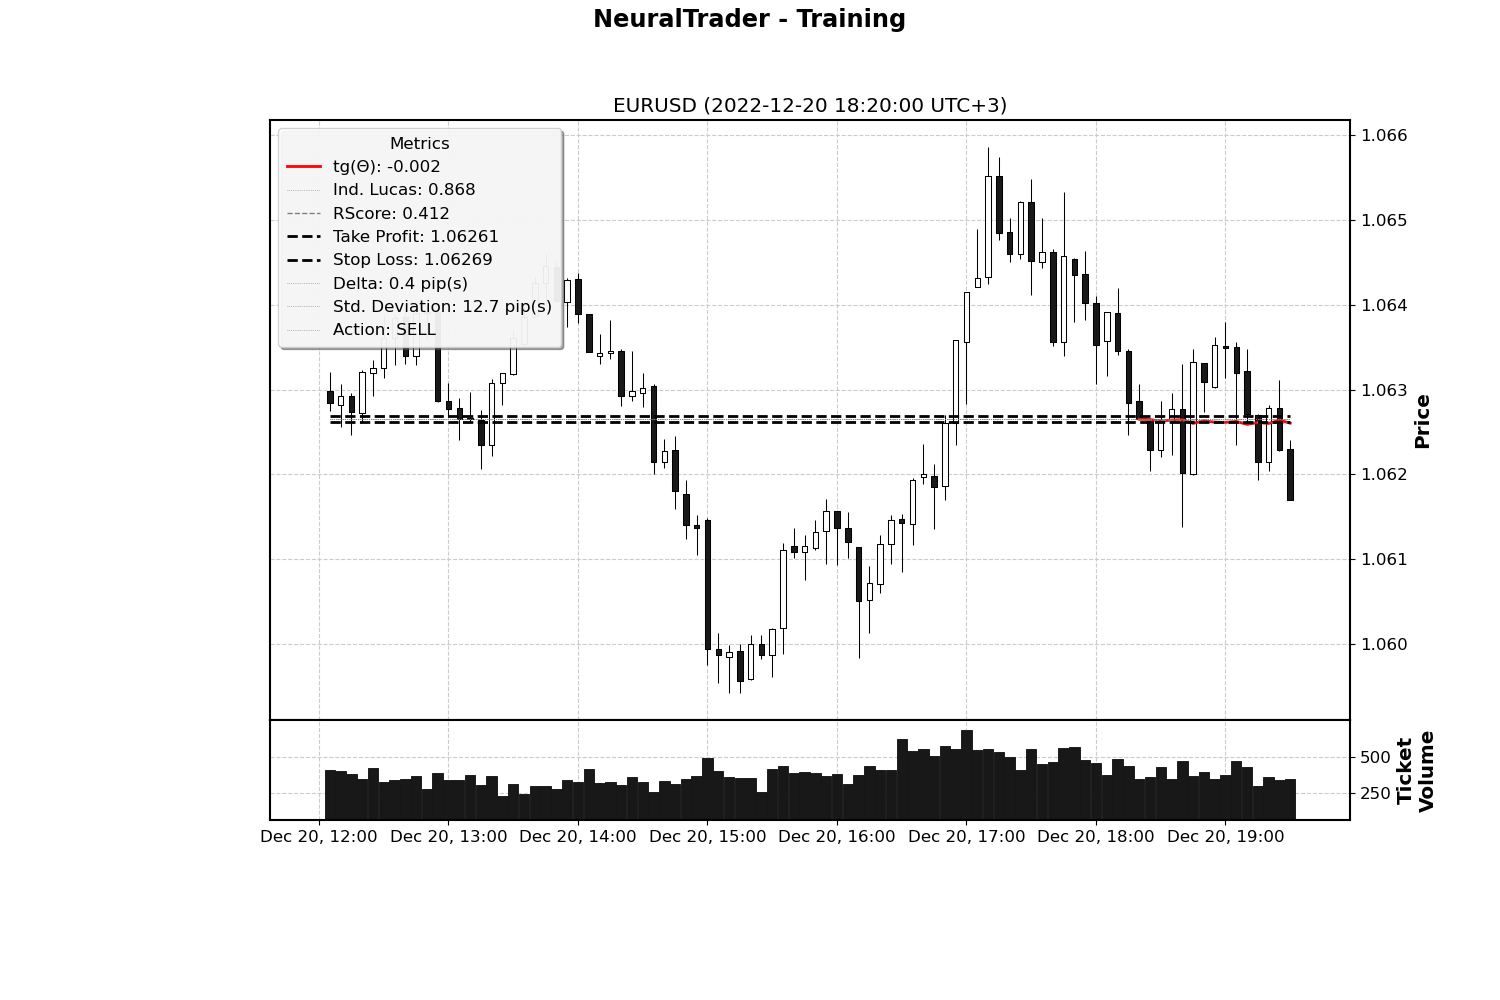 NeuralTrader - Training
EURUSD (2022-12-20 18:20:00 UTC+3)
Metrics
tg(Θ): -0.002
Ind. Lucas: 0.868
RScore: 0.412
Take Profit: 1.06261
Stop Loss: 1.06269
Delta: 0.4 pip(s)
Std. Deviation: 12.7 pip(s)
Action: SELL
1.066
1.065
1.064
1.063
1.062
1.061
1.060
Price
500
250
Ticket
Volume
Dec 20, 12:00 Dec 20, 13:00 Dec 20, 14:00 Dec 20, 15:00 Dec 20, 16:00 Dec 20, 17:00 Dec 20, 18:00 Dec 20, 19:00